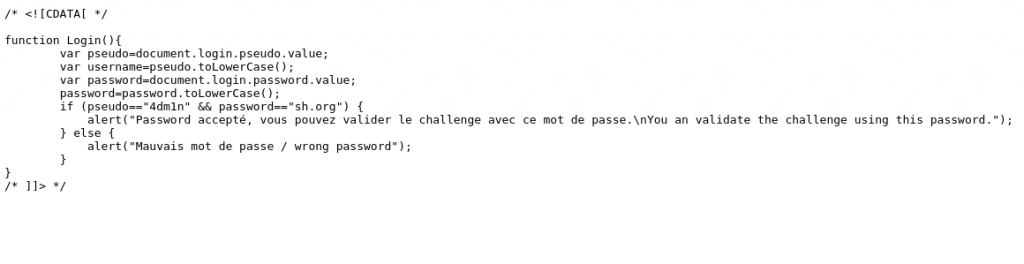 /* <![CDATA[ */
function Login(){
var pseudo=document.login.pseudo.value;
var username=pseudo.toLowerCase();
var password=document.login.password.value;
password=password.toLowerCase();
if (pseudo=="4dm1n" && password=="sh.org") {
alert("Password accepté, vous pouvez valider le challenge avec ce mot de passe.\nYou an validate the challenge using this password.");
} else {
alert("Mauvais mot de passe / wrong password");
}
}
/* ]]> */